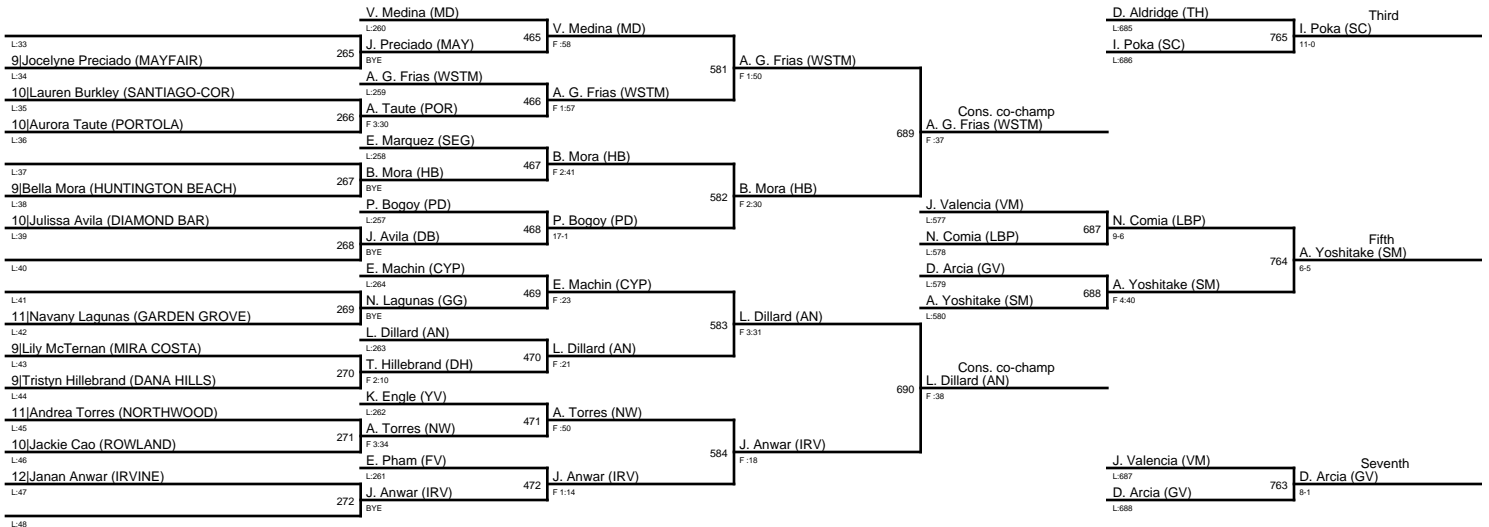 L:33
9|Jocelyne Preciado (MAYFAIR)
L:34
10|Lauren Burkley (SANTIAGO-COR)
L:35
10|Aurora Taute (PORTOLA)
L:36
L:37
9|Bella Mora (HUNTINGTON BEACH)
L:38
10|Julissa Avila (DIAMOND BAR)
L:39
L:40
L:41
11|Navany Lagunas (GARDEN GROVE)
L:42
9|Lily McTernan (MIRA COSTA)
L:43
9|Tristyn Hillebrand (DANA HILLS)
L:44
11|Andrea Torres (NORTHWOOD)
L:45
10|Jackie Cao (ROWLAND)
L:46
12|Janan Anwar (IRVINE)
L:47
L:48
265
266
267
268
269
270
271
272
V. Medina (MD)
L:260
J. Preciado (MAY)
BYE
A. G. Frias (WSTM)
L:259
A. Taute (POR)
F 3:30
E. Marquez (SEG)
L:258
B. Mora (HB)
BYE
P. Bogoy (PD)
L:257
J. Avila (DB)
BYE
E. Machin (CYP)
L:264
N. Lagunas (GG)
BYE
L. Dillard (AN)
L:263
T. Hillebrand (DH)
F 2:10
K. Engle (YV)
L:262
A. Torres (NW)
F 3:34
E. Pham (FV)
L:261
J. Anwar (IRV)
BYE
465
466
467
468
469
470
471
472
V. Medina (MD)
F :58
A. G. Frias (WSTM)
F 1:57
B. Mora (HB)
F 2:41
P. Bogoy (PD)
17-1
E. Machin (CYP)
F :23
L. Dillard (AN)
F :21
A. Torres (NW)
F :50
J. Anwar (IRV)
F 1:14
581
582
583
584
A. G. Frias (WSTM)
F 1:50
B. Mora (HB)
F 2:30
L. Dillard (AN)
F 3:31
J. Anwar (IRV)
F :18
689
690
Cons. co-champ
A. G. Frias (WSTM)
F :37
J. Valencia (VM)
L:577
N. Comia (LBP)
L:578
D. Arcia (GV)
L:579
A. Yoshitake (SM)
L:580
Cons. co-champ
L. Dillard (AN)
F :38
687
688
D. Aldridge (TH)
L:685
I. Poka (SC)
L:686
765
Third
I. Poka (SC)
11-0
N. Comia (LBP)
9-6
A. Yoshitake (SM)
F 4:40
764
Fifth
A. Yoshitake (SM)
6-5
J. Valencia (VM)
L:687
D. Arcia (GV)
L:688
763
Seventh
D. Arcia (GV)
8-1